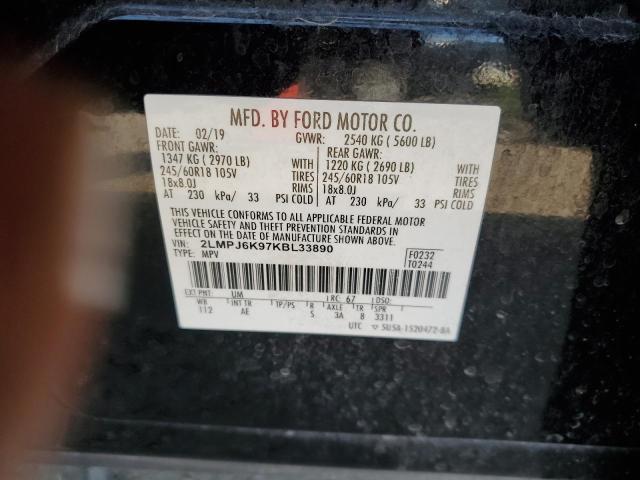 MFD. BY FORD MOTOR CO.
DATE: 02/19 GVWR: 2540 KG ( 5600 LB)
FRONT GAWR: REAR GAWR:
1347 KG ( 2970 LB) WITH 1220 KG ( 2690 LB) WITH
245/60R18 105V TIRES 245/60R18 105V TIRES
18x8.0J RIMS 18x8.0J RIMS
AT 230 kPa/ 33 PSI COLD AT 230 kPa/ 33 PSI COLD
THIS VEHICLE CONFORMS TO ALL APPLICABLE FEDERAL MOTOR
VEHICLE SAFETY AND THEFT PREVENTION STANDARDS IN
EFFECT ON THE DATE OF MANUFACTURE SHOWN ABOVE.
VIN: 2LMPJ6K97KBL33890 F0232
TYPE: MPV T0244
EXT PNT: UM RC: 67 DSO:
WB INT TR TP/PS R AXLE TR SPR
112 AE S 3A 8 3311
UTC 5U5A-1520472-BA